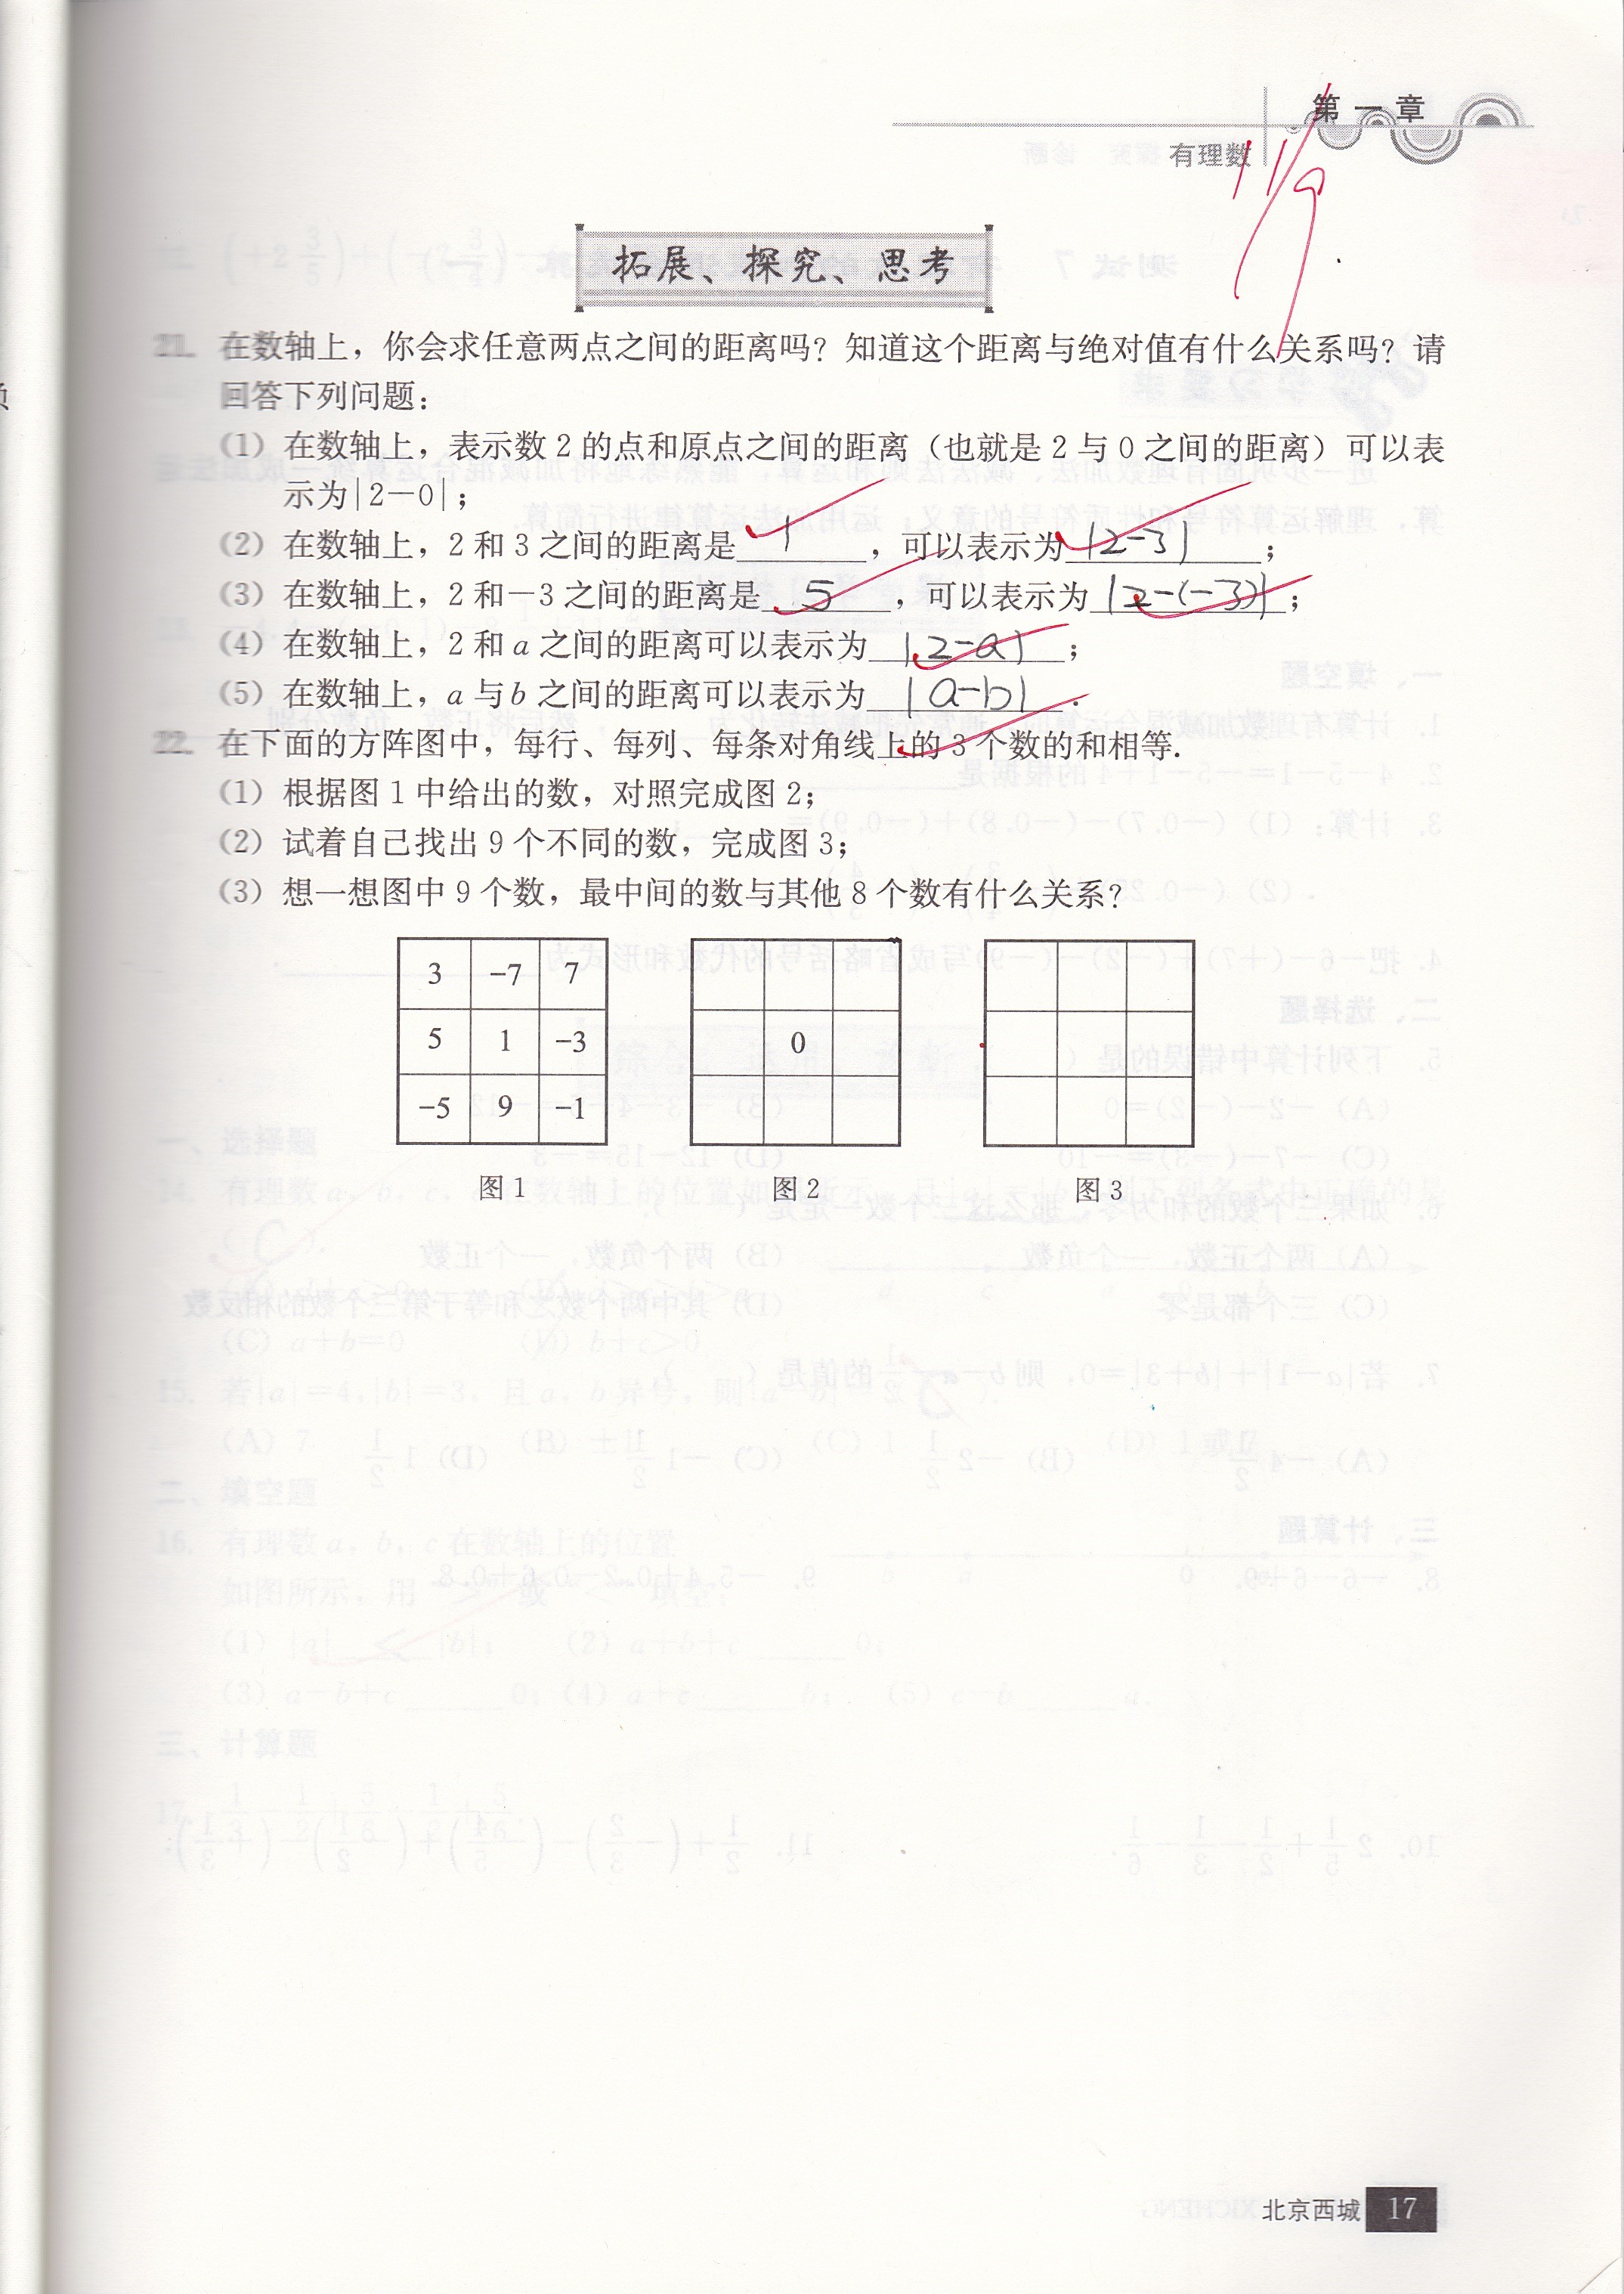 第一章
有理数
11/9
拓展、探究、思考
21. 在数轴上，你会求任意两点之间的距离吗？知道这个距离与绝对值有什么关系吗？请
回答下列问题：
（1）在数轴上，表示数2的点和原点之间的距离（也就是2与0之间的距离）可以表
示为|2－0|；
（2）在数轴上，2和3之间的距离是 1 ，可以表示为 |2-3| ；
（3）在数轴上，2和－3之间的距离是 5 ，可以表示为 |2-(-3)| ；
（4）在数轴上，2和a之间的距离可以表示为 |2-a| ；
（5）在数轴上，a与b之间的距离可以表示为 |a-b| .
22. 在下面的方阵图中，每行、每列、每条对角线上的3个数的和相等.
（1）根据图1中给出的数，对照完成图2；
（2）试着自己找出9个不同的数，完成图3；
（3）想一想图中9个数，最中间的数与其他8个数有什么关系？
3 -7 7
5 1 -3 0
-5 9 -1
图1 图2 图3
北京西城 17